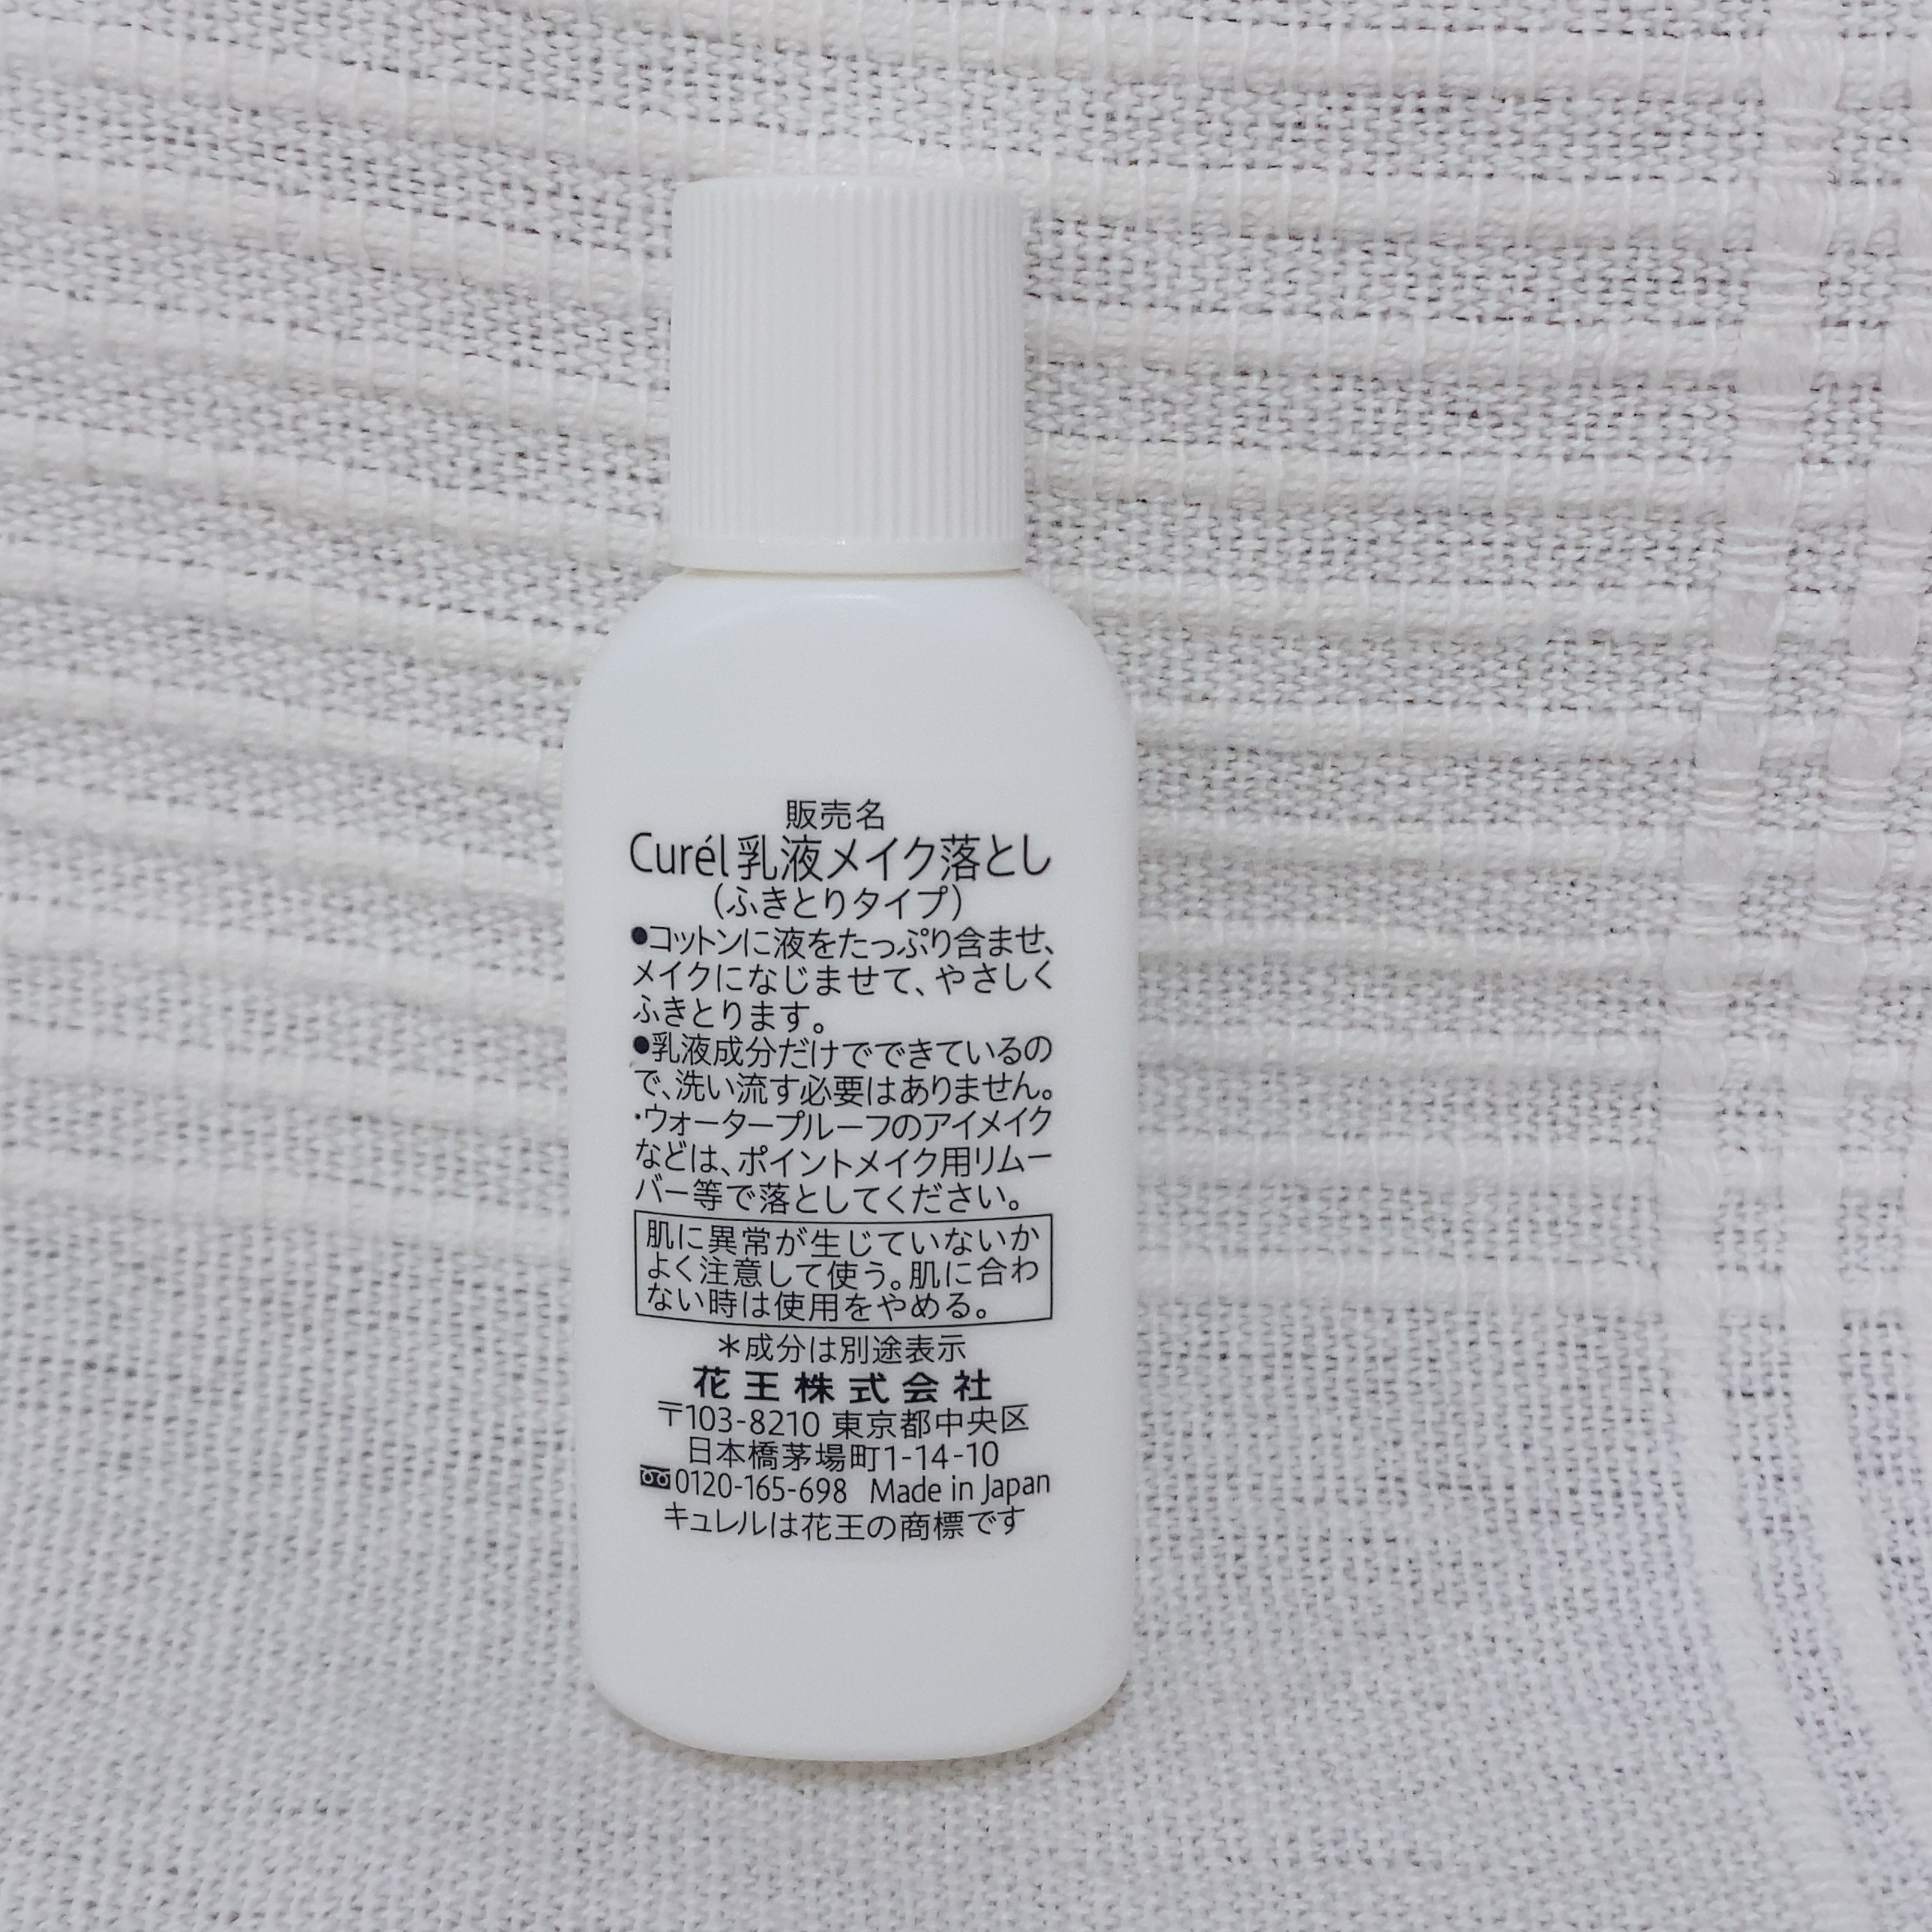 販売名
Curél 乳液メイク落とし
(ふきとりタイプ)
●コットンに液をたっぷり含ませ、
メイクになじませて、やさしく
ふきとります。
●乳液成分だけでできているの
で、洗い流す必要はありません。
・ウォータープルーフのアイメイク
などは、ポイントメイク用リムー
バー等で落としてください。
肌に異常が生じていないか
よく注意して使う。肌に合わ
ない時は使用をやめる。
*成分は別途表示
花王株式会社
〒103-8210 東京都中央区
日本橋茅場町1-14-10
0120-165-698 Made in Japan
キュレルは花王の商標です